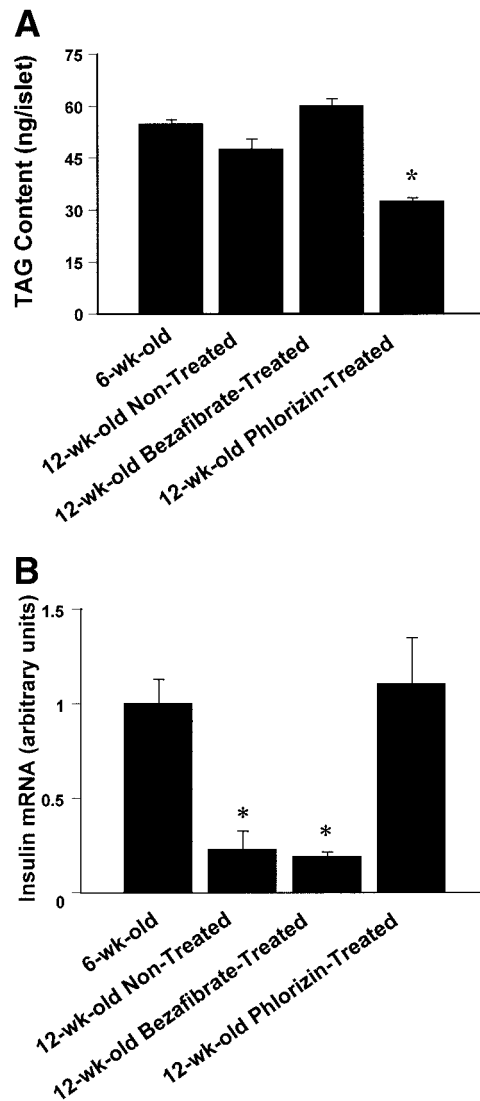 A
TAG Content (ng/islet)
75
60
45
30
15
0
*
6-wk-old
12-wk-old Non-Treated
12-wk-old Bezafibrate-Treated
12-wk-old Phlorizin-Treated
B
Insulin mRNA (arbitrary units)
1.5
1
0.5
0
*
*
6-wk-old
12-wk-old Non-Treated
12-wk-old Bezafibrate-Treated
12-wk-old Phlorizin-Treated